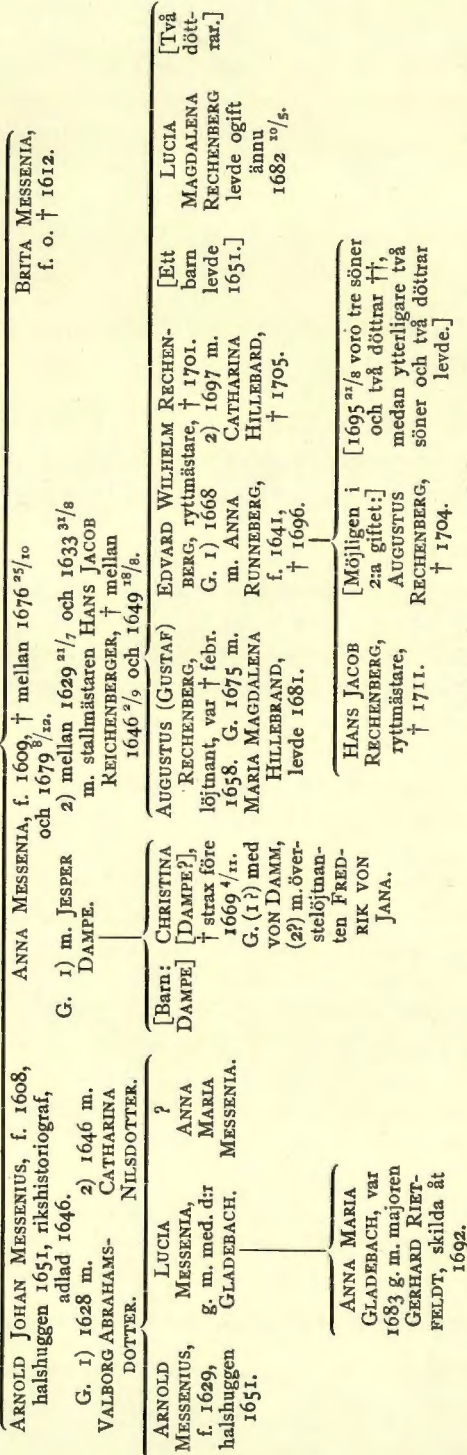 ARNOLD JOHAN MESSENIUS, f. 1608,
halshuggen 1651, rikshistoriograf,
adlad 1646.
G. 1) 1628 m.
VALBORG ABRAHAMS-
DOTTER.
2) 1646 m.
CATHARINA
NILSDOTTER.
ANNA MESSENIA, f. 1609, † mellan 1676 25/10
och 1679 8/12.
G. 1) m. JESPER
DAMPE.
2) mellan 1629 21/7 och 1633 31/8
m. stallmästaren HANS JACOB
REICHENBERGER, † mellan
1646 2/9 och 1649 18/8.
BRITA MESSENIA,
f. o. † 1612.
ARNOLD
MESSENIUS,
f. 1629,
halshuggen
1651.
LUCIA
MESSENIA,
g. m. med. d:r
GLADEBACH.
?
ANNA
MARIA
MESSENIA.
[Barn:
DAMPE]
CHRISTINA
[DAMPE?],
† strax före
1669 4/11.
G. (1?) med
VON DAMM,
(2?) m. över-
stelöjtnan-
ten FRED-
RIK VON
JANA.
AUGUSTUS (GUSTAF)
RECHENBERG,
löjtnant, var † febr.
1658. G. 1675 m.
MARIA MAGDALENA
HILLEBRAND,
levde 1681.
EDVARD WILHELM RECHEN-
BERG, ryttmästare, † 1701.
G. 1) 1668
m. ANNA
RUNNEBERG,
f. 1641,
† 1696.
2) 1697 m.
CATHARINA
HILLEBARD,
† 1705.
[Ett
barn
levde
1651.]
LUCIA
MAGDALENA
RECHENBERG
levde ogift
ännu
1682 10/5.
[Två
dött-
rar.]
ANNA MARIA
GLADEBACH, var
1683 g. m. majoren
GERHARD RIET-
FELDT, skilda åt
1692.
HANS JACOB
RECHENBERG,
ryttmästare,
† 1711.
[Möjligen i
2:a giftet:]
AUGUSTUS
RECHENBERG,
† 1704.
[1695 21/8 voro tre söner
och två döttrar ††,
medan ytterligare två
söner och två döttrar
levde.]